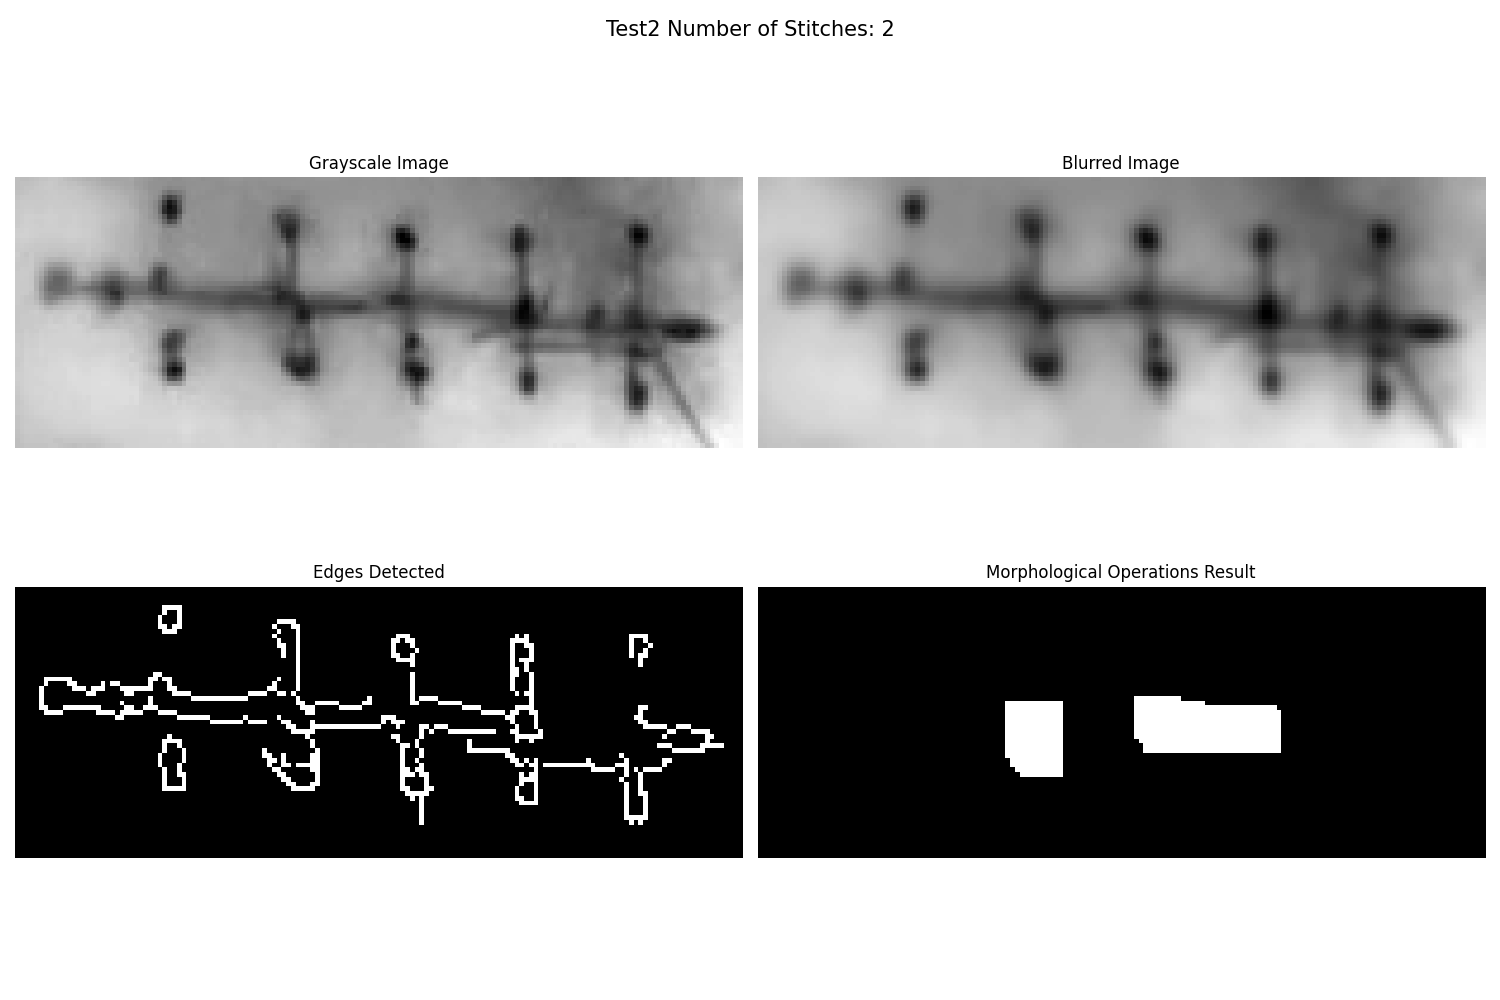 Test2 Number of Stitches: 2
Grayscale Image
Blurred Image
Edges Detected
Morphological Operations Result